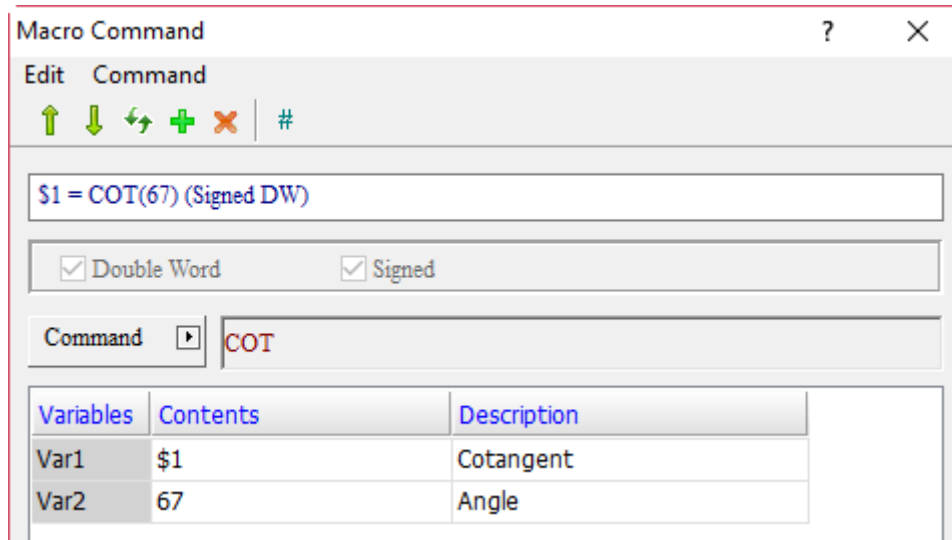 Macro Command ?
Edit Command
#
$1 = COT(67) (Signed DW)
Double Word Signed
Command COT
Variables Contents Description
Var1 $1 Cotangent
Var2 67 Angle